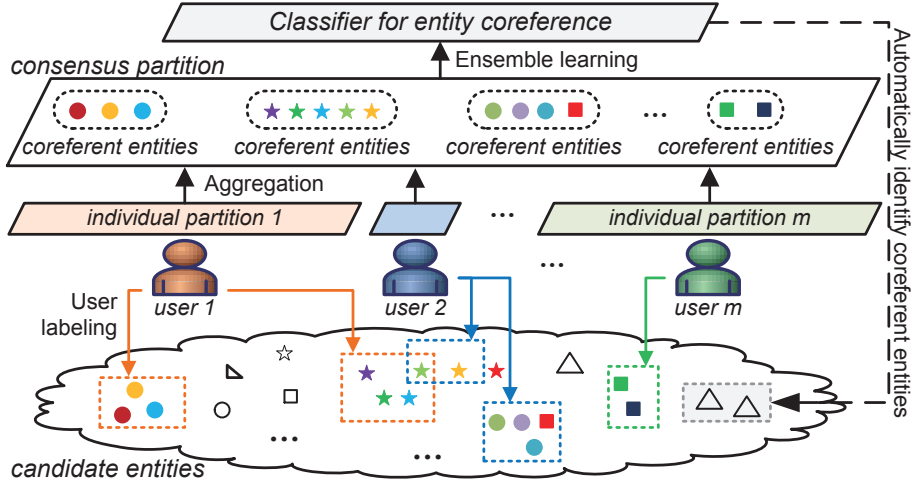 Classifier for entity coreference
Ensemble learning
consensus partition
...
coreferent entities
coreferent entities
coreferent entities
coreferent entities
Aggregation
individual partition 1
...
individual partition m
...
user 1
user 2
user m
User
labeling
...
...
candidate entities
Automatically identify coreferent entities